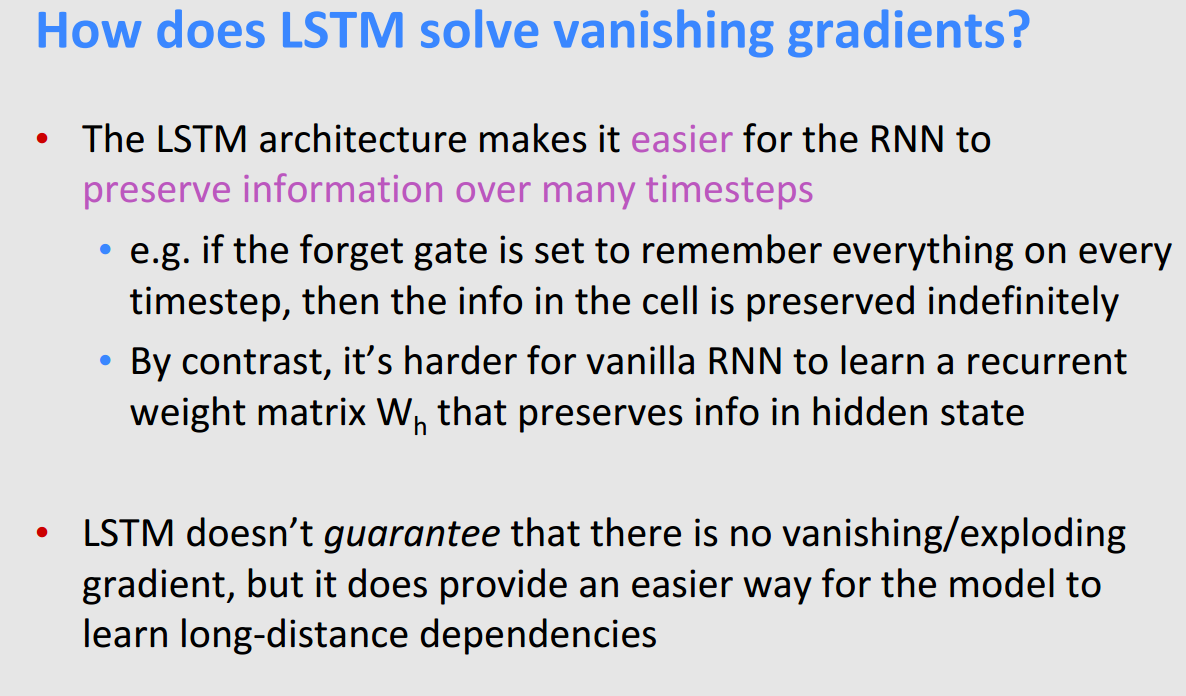 How does LSTM solve vanishing gradients?
• The LSTM architecture makes it easier for the RNN to
preserve information over many timesteps
• e.g. if the forget gate is set to remember everything on every
timestep, then the info in the cell is preserved indefinitely
• By contrast, it’s harder for vanilla RNN to learn a recurrent
weight matrix Wₕ that preserves info in hidden state
• LSTM doesn’t guarantee that there is no vanishing/exploding
gradient, but it does provide an easier way for the model to
learn long-distance dependencies